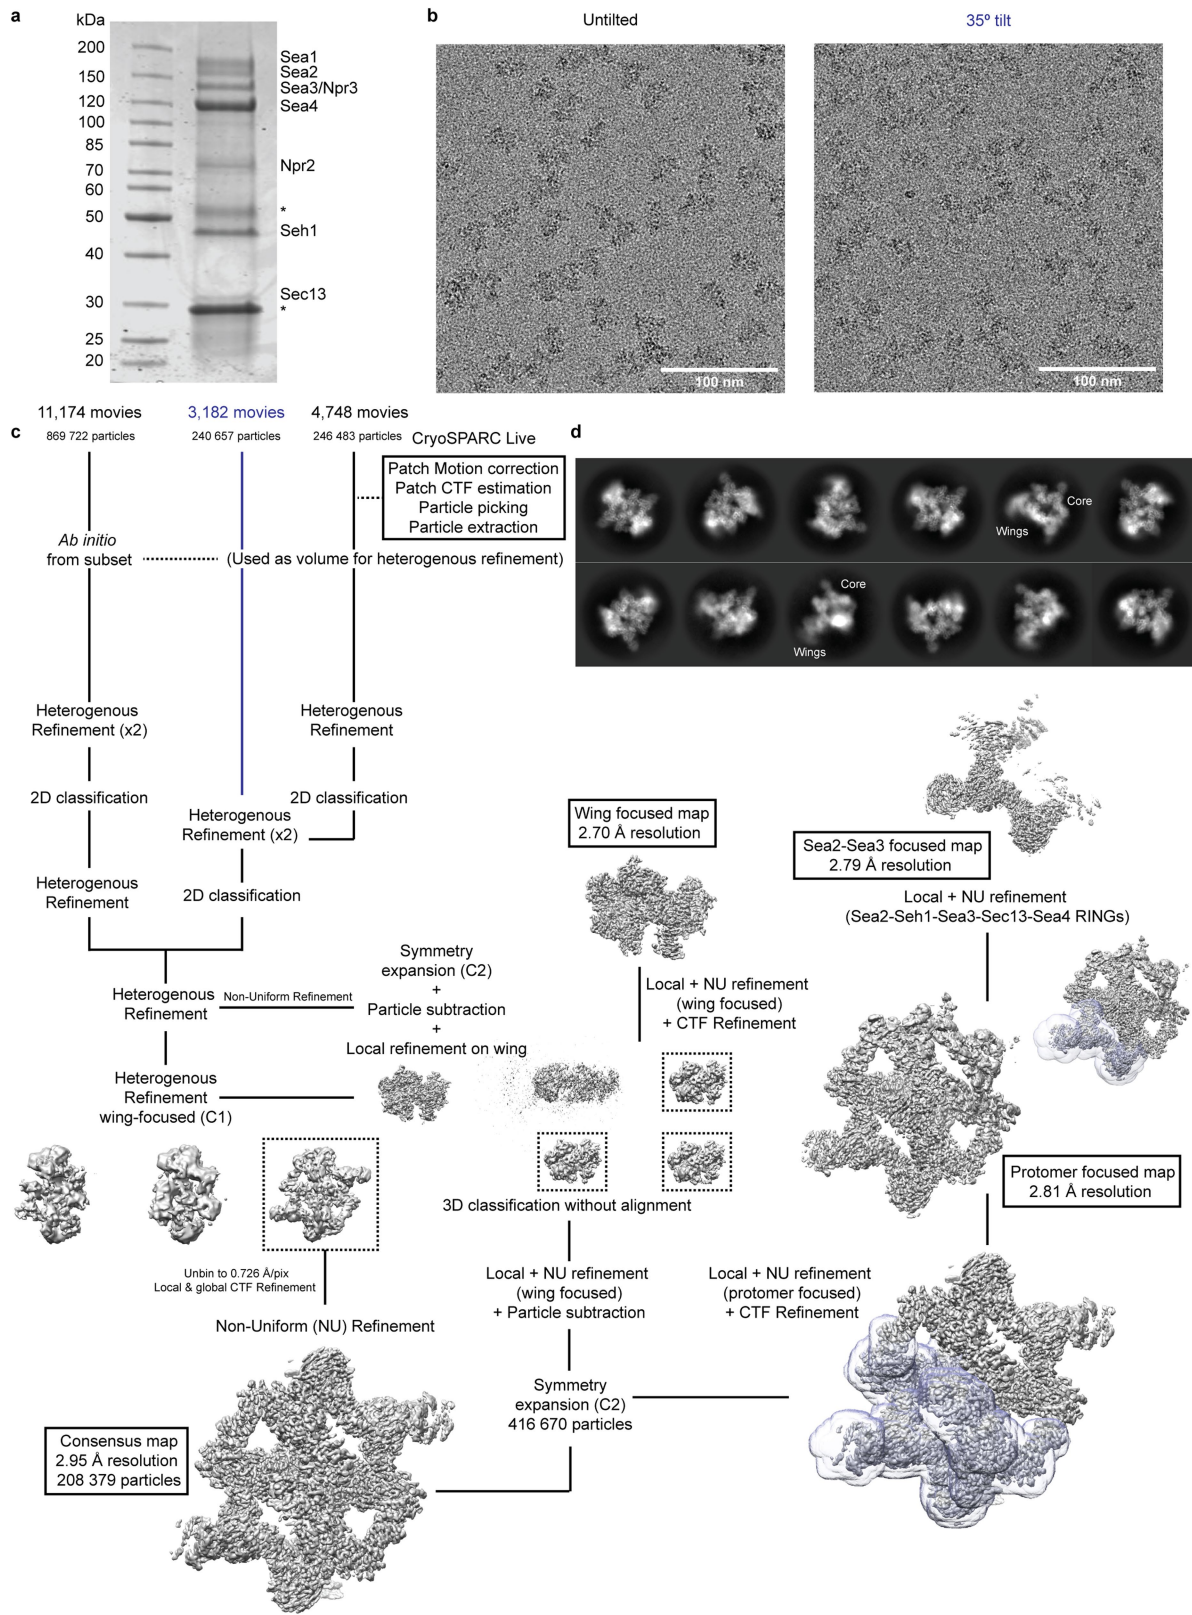 a
kDa
200
150
120
100
85
70
60
50
40
30
25
20
Sea1
Sea2
Sea3/Npr3
Sea4
Npr2
*
Seh1
Sec13
*
b
Untilted
35º tilt
100 nm
100 nm
c
11,174 movies
869 722 particles
3,182 movies
240 657 particles
4,748 movies
246 483 particles
CryoSPARC Live
Patch Motion correction
Patch CTF estimation
Particle picking
Particle extraction
Ab initio
from subset
(Used as volume for heterogenous refinement)
Heterogenous
Refinement (x2)
Heterogenous
Refinement
2D classification
2D classification
Heterogenous
Refinement (x2)
Heterogenous
Refinement
2D classification
Heterogenous
Refinement
Non-Uniform Refinement
Symmetry
expansion (C2)
+
Particle subtraction
+
Local refinement on wing
Heterogenous
Refinement
wing-focused (C1)
Unbin to 0.726 Å/pix
Local & global CTF Refinement
Non-Uniform (NU) Refinement
Consensus map
2.95 Å resolution
208 379 particles
Wing focused map
2.70 Å resolution
Local + NU refinement
(wing focused)
+ CTF Refinement
3D classification without alignment
Local + NU refinement
(wing focused)
+ Particle subtraction
Symmetry
expansion (C2)
416 670 particles
Local + NU refinement
(protomer focused)
+ CTF Refinement
Protomer focused map
2.81 Å resolution
Sea2-Sea3 focused map
2.79 Å resolution
Local + NU refinement
(Sea2-Seh1-Sea3-Sec13-Sea4 RINGs)
d
Core
Wings
Core
Wings